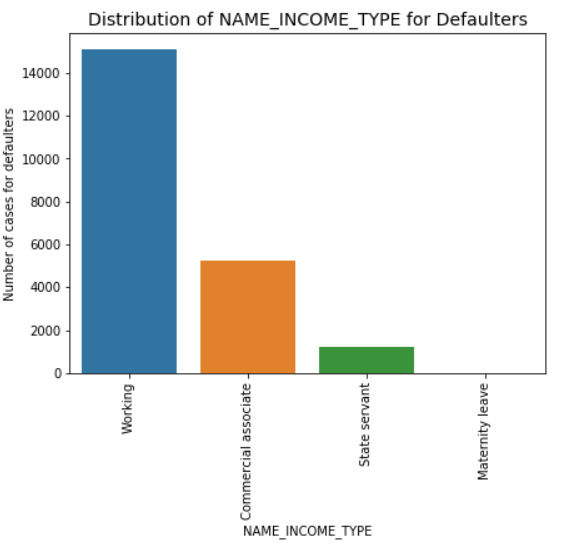 Distribution of NAME_INCOME_TYPE for Defaulters
Number of cases for defaulters
14000
12000
10000
8000
6000
4000
2000
0
Working
Commercial associate
State servant
Maternity leave
NAME_INCOME_TYPE